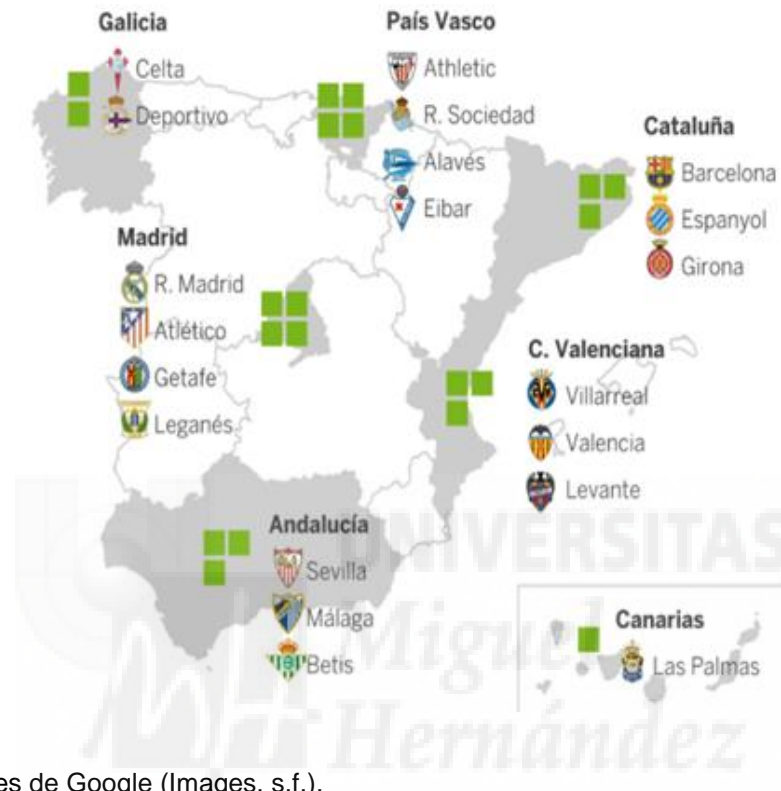 Galicia
Celta
Deportivo
País Vasco
Athletic
R. Sociedad
Alavés
Eibar
Cataluña
Barcelona
Espanyol
Girona
Madrid
R. Madrid
Atlético
Getafe
Leganés
C. Valenciana
Villarreal
Valencia
Levante
Andalucía
Sevilla
Málaga
Betis
Canarias
Las Palmas
UNIVERSITAS
Miguel
Hernández
es de Google (Images, s.f.).